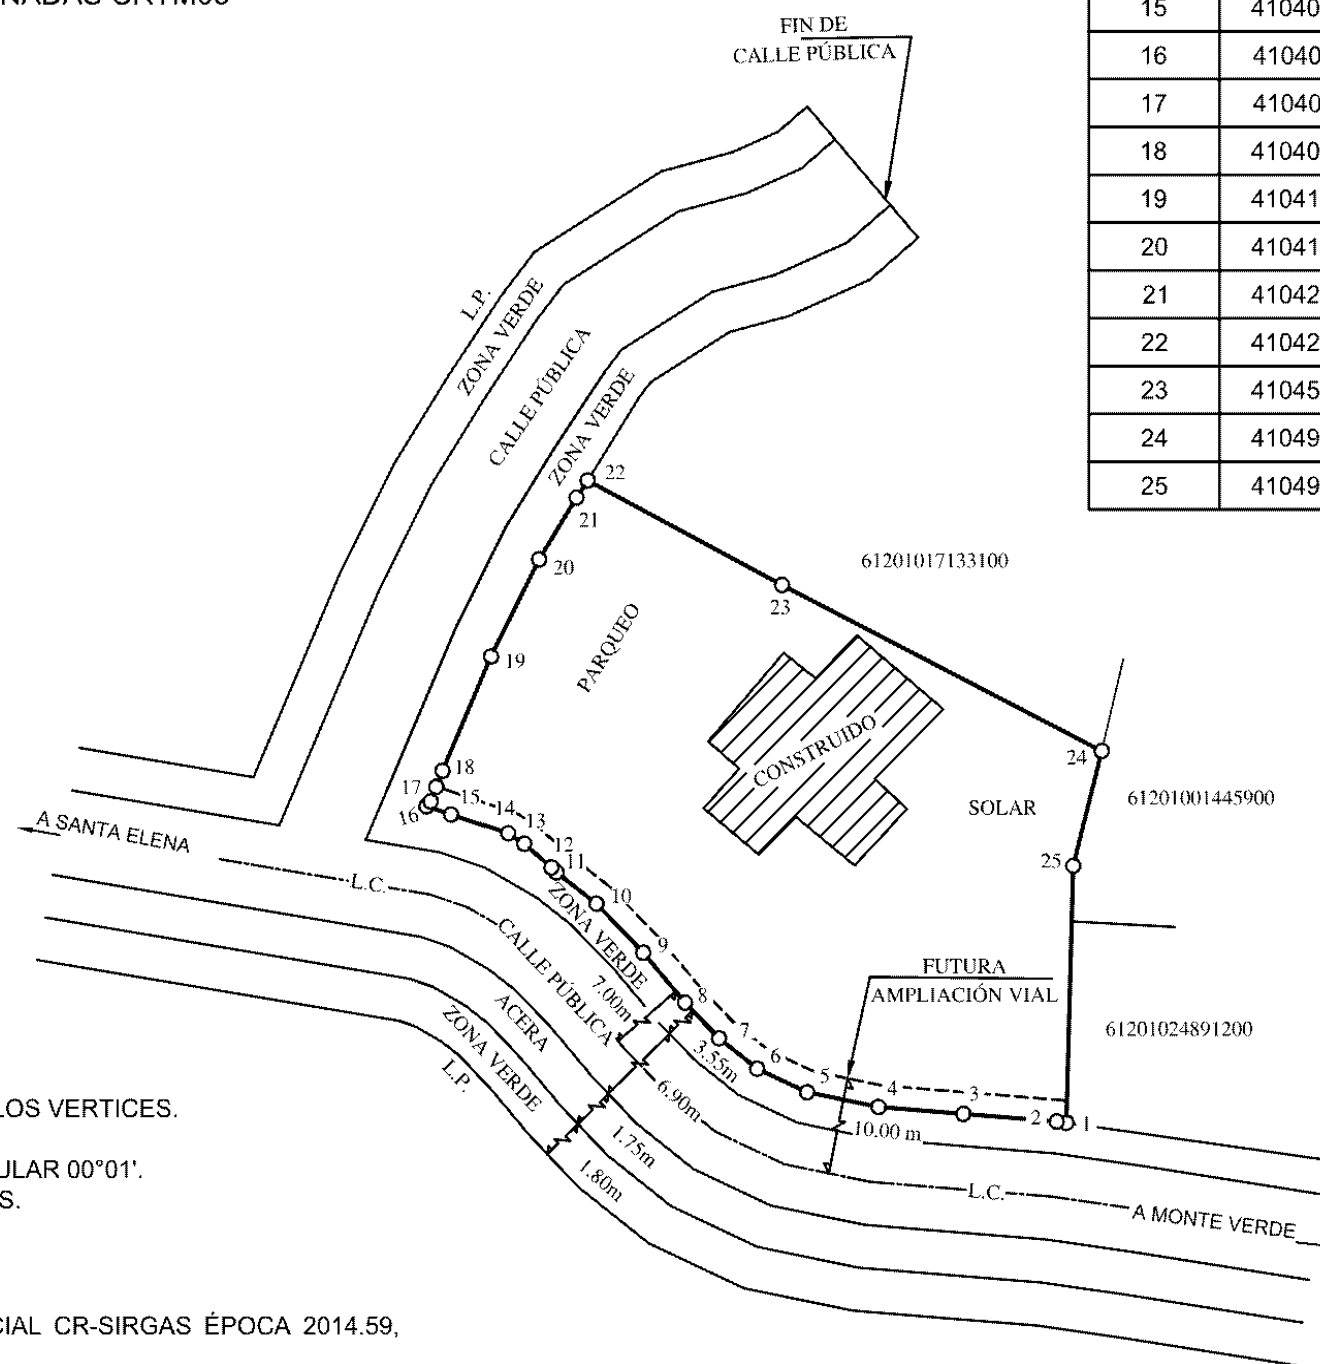 FIN DE
CALLE PÚBLICA
15 41040
16 41040
17 41040
18 41040
19 41041
20 41041
21 41042
22 41042
23 41045
24 41049
25 41049
L.P.
ZONA VERDE
CALLE PÚBLICA
ZONA VERDE
22
21
20
19
18
17
16
15
14
13
12
11
10
9
8
7
6
5
4
3
2
1
23
24
25
61201017133100
PARQUEO
CONSTRUIDO
SOLAR
61201001445900
61201024891200
A SANTA ELENA
L.C.
ZONA VERDE
CALLE PÚBLICA
7.00m
ACERA
ZONA VERDE
L.P.
3.55m
6.90m
1.75m
1.80m
FUTURA
AMPLIACIÓN VIAL
10.00 m
L.C.
A MONTE VERDE
LOS VERTICES.
ULAR 00°01'.
S.
CIAL CR-SIRGAS ÉPOCA 2014.59,